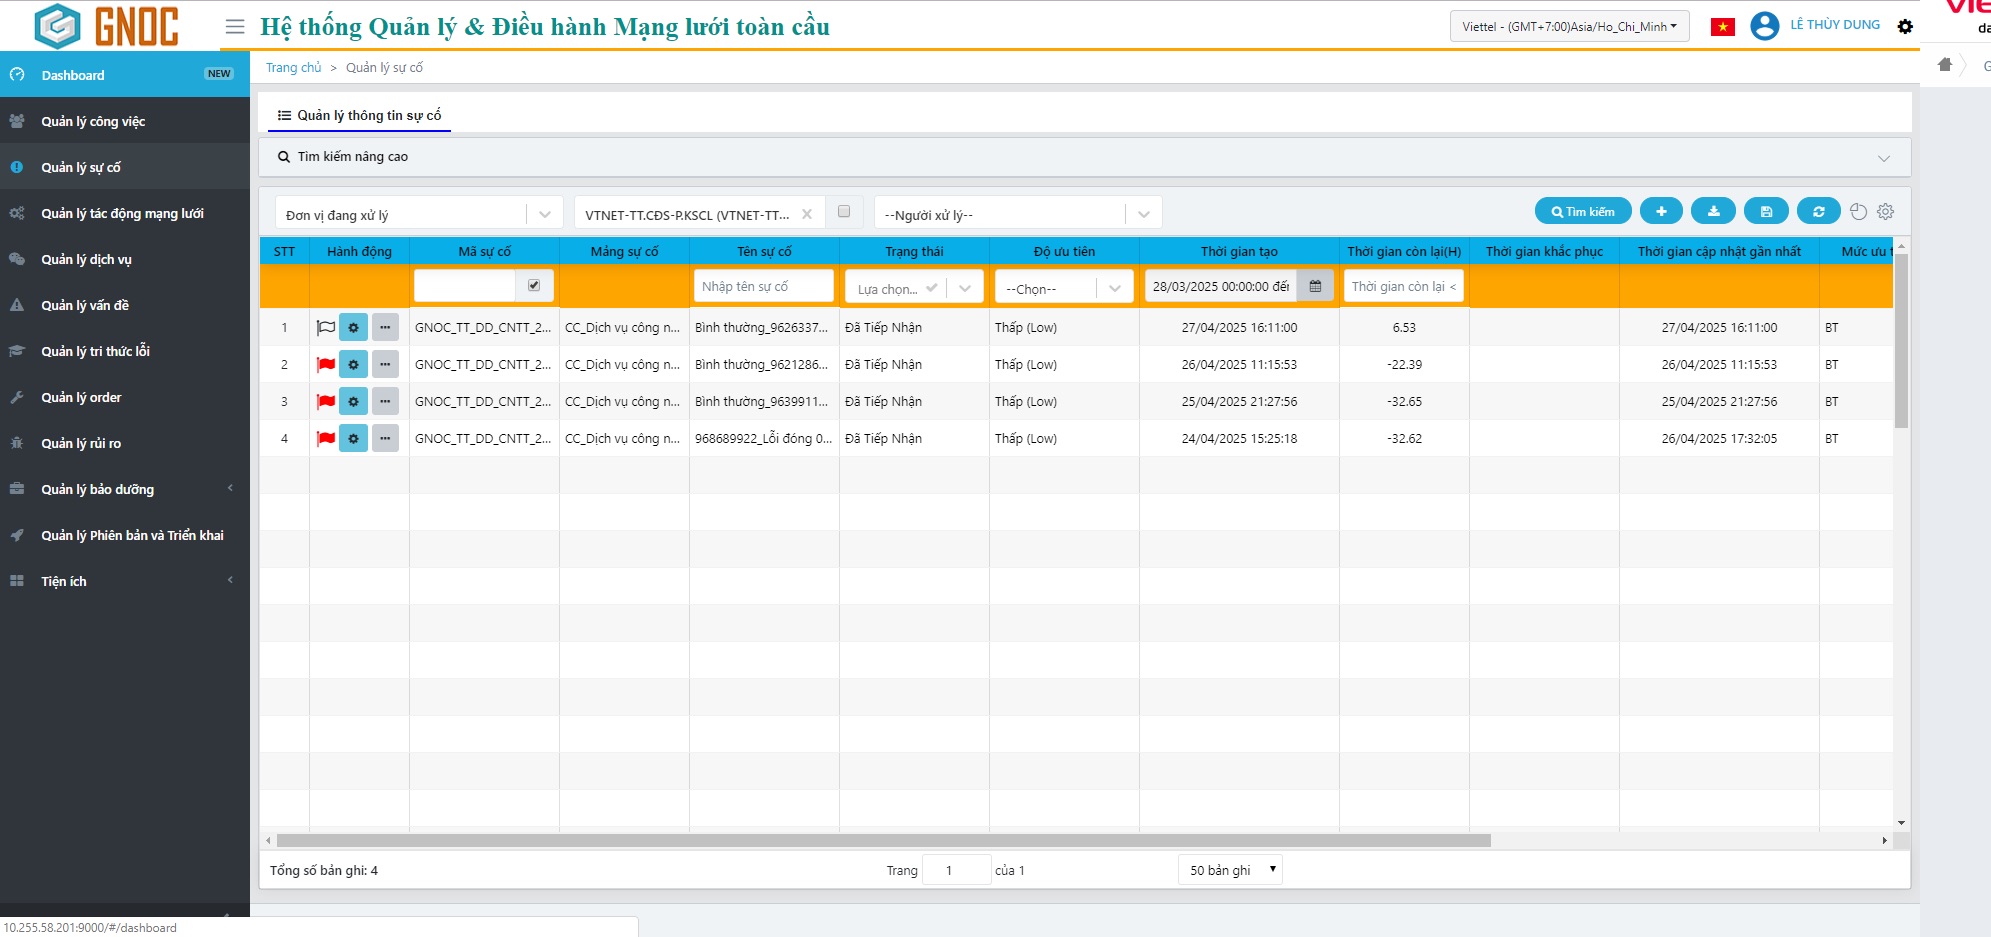 GNOC
Hệ thống Quản lý & Điều hành Mạng lưới toàn cầu
Viettel - (GMT+7:00)Asia/Ho_Chi_Minh
LÊ THÙY DUNG
Dashboard NEW
Quản lý công việc
Quản lý sự cố
Quản lý tác động mạng lưới
Quản lý dịch vụ
Quản lý vấn đề
Quản lý tri thức lỗi
Quản lý order
Quản lý rủi ro
Quản lý bảo dưỡng
Quản lý Phiên bản và Triển khai
Tiện ích
Trang chủ > Quản lý sự cố
Quản lý thông tin sự cố
Tìm kiếm nâng cao
Đơn vị đang xử lý VTNET-TT.CĐS-P.KSCL (VTNET-TT... --Người xử lý-- Tìm kiếm
STT Hành động Mã sự cố Mảng sự cố Tên sự cố Trạng thái Độ ưu tiên Thời gian tạo Thời gian còn lại(H) Thời gian khắc phục Thời gian cập nhật gần nhất Mức ưu
Nhập tên sự cố Lựa chọn... --Chọn-- 28/03/2025 00:00:00 đến Thời gian còn lại <
1 GNOC_TT_DD_CNTT_2... CC_Dịch vụ công n... Bình thường_9626337... Đã Tiếp Nhận Thấp (Low) 27/04/2025 16:11:00 6.53 27/04/2025 16:11:00 BT
2 GNOC_TT_DD_CNTT_2... CC_Dịch vụ công n... Bình thường_9621286... Đã Tiếp Nhận Thấp (Low) 26/04/2025 11:15:53 -22.39 26/04/2025 11:15:53 BT
3 GNOC_TT_DD_CNTT_2... CC_Dịch vụ công n... Bình thường_9639911... Đã Tiếp Nhận Thấp (Low) 25/04/2025 21:27:56 -32.65 25/04/2025 21:27:56 BT
4 GNOC_TT_DD_CNTT_2... CC_Dịch vụ công n... 968689922_Lỗi đóng 0... Đã Tiếp Nhận Thấp (Low) 24/04/2025 15:25:18 -32.62 26/04/2025 17:32:05 BT
Tổng số bản ghi: 4 Trang 1 của 1 50 bản ghi
10.255.58.201:9000/#/dashboard